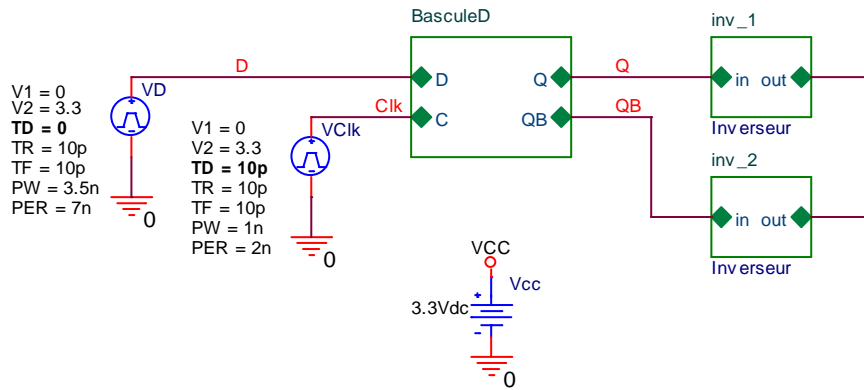 BasculeD
inv_1
D
D
Q
Q
in out
VD
Clk
C
QB
QB
Inverseur
V1 = 0
V2 = 3.3
TD = 0
TR = 10p
TF = 10p
PW = 3.5n
PER = 7n
0
VClk
V1 = 0
V2 = 3.3
TD = 10p
TR = 10p
TF = 10p
PW = 1n
PER = 2n
0
inv_2
in out
Inverseur
VCC
Vcc
3.3Vdc
0